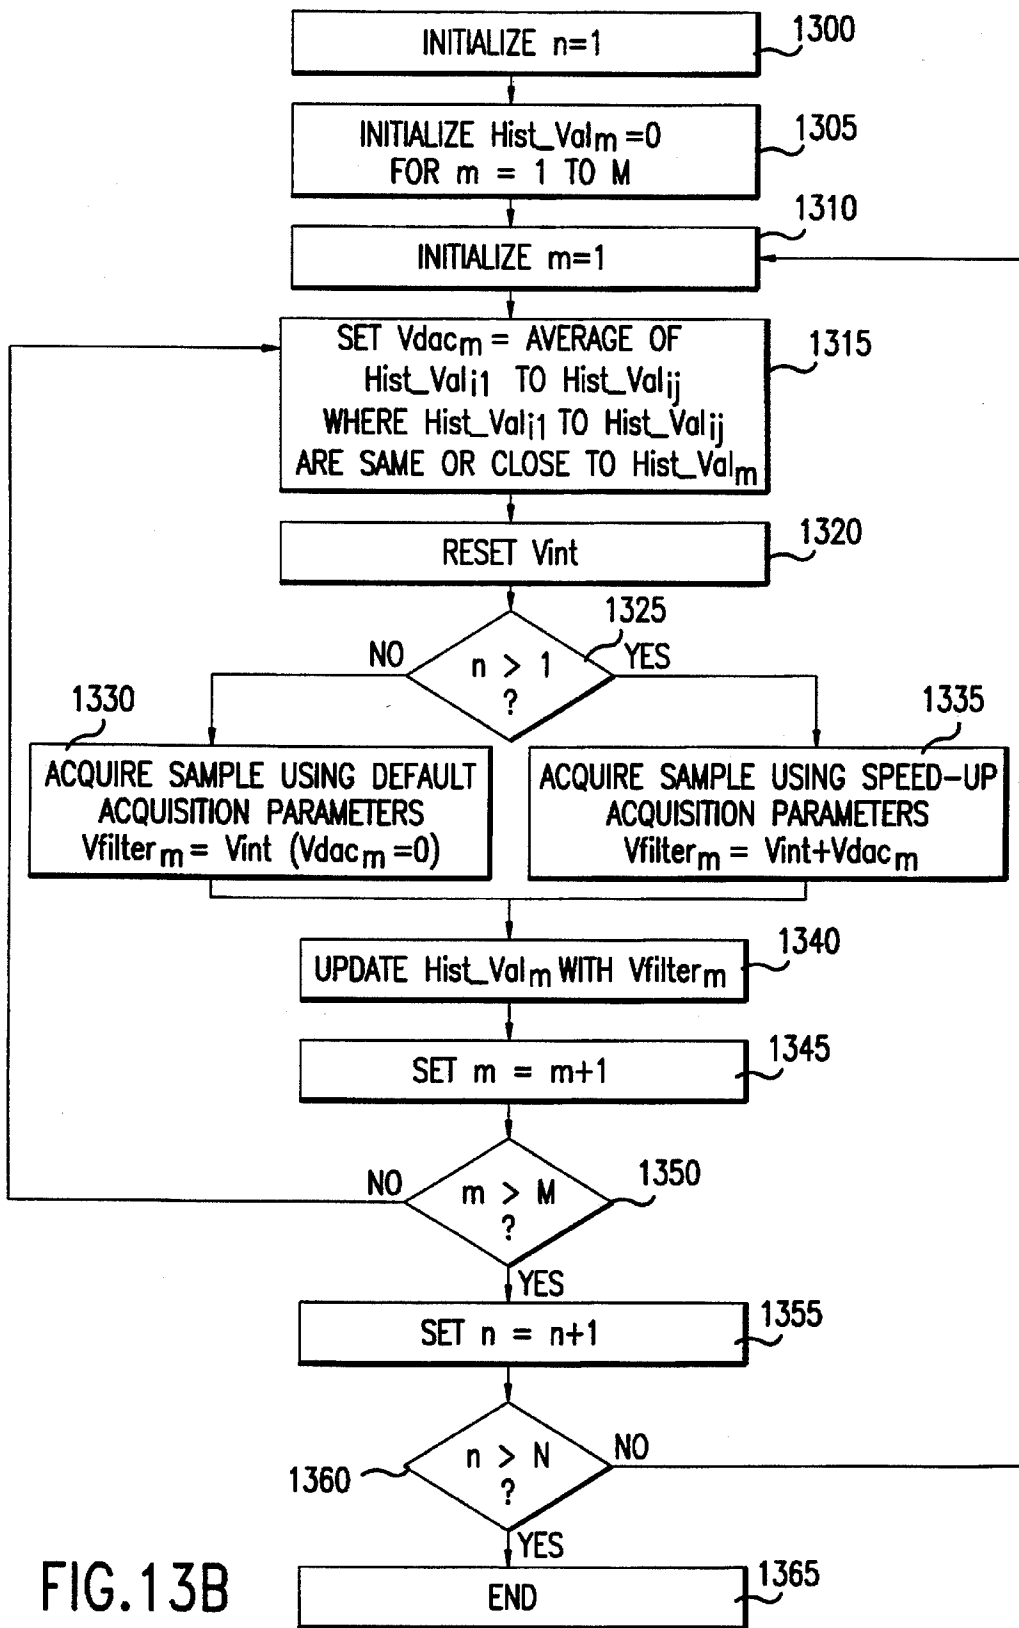 INITIALIZE n=1
1300
INITIALIZE Hist_Valm=0
FOR m = 1 TO M
1305
INITIALIZE m=1
1310
SET Vdacm = AVERAGE OF
Hist_Vali1 TO Hist_Valij
WHERE Hist_Vali1 TO Hist_Valij
ARE SAME OR CLOSE TO Hist_Valm
1315
RESET Vint
1320
n > 1
?
1325
NO
YES
1330
ACQUIRE SAMPLE USING DEFAULT
ACQUISITION PARAMETERS
Vfilterm = Vint (Vdacm=0)
1335
ACQUIRE SAMPLE USING SPEED-UP
ACQUISITION PARAMETERS
Vfilterm = Vint+Vdacm
UPDATE Hist_Valm WITH Vfilterm
1340
SET m = m+1
1345
m > M
?
1350
NO
YES
SET n = n+1
1355
n > N
?
1360
NO
YES
END
1365
FIG.13B